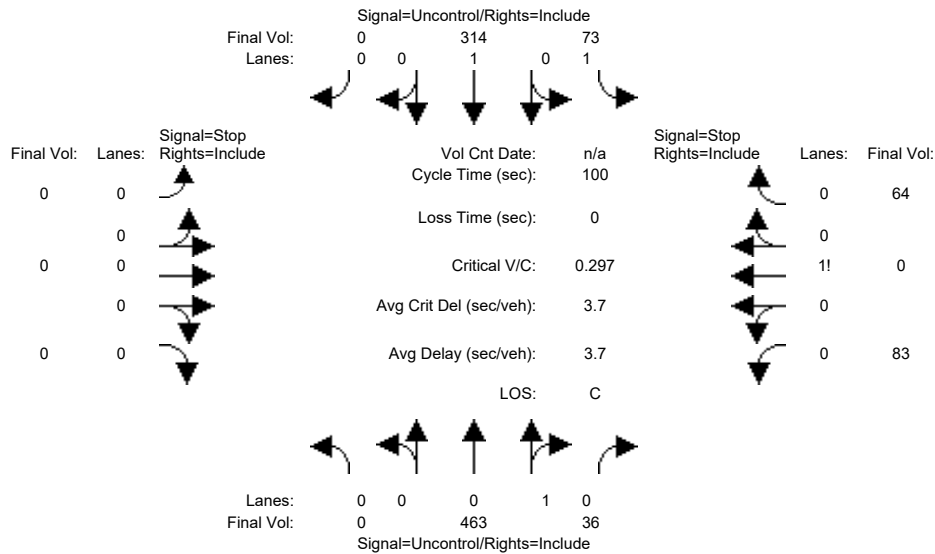 Signal=Uncontrol/Rights=Include
Final Vol: 0 314 73
Lanes: 0 0 1 0 1
Signal=Stop
Final Vol: Lanes: Rights=Include
Vol Cnt Date: n/a
Signal=Stop
Rights=Include Lanes: Final Vol:
Cycle Time (sec): 100
0 0 0 64
Loss Time (sec): 0
0 0
0 0 Critical V/C: 0.297 1! 0
0 Avg Crit Del (sec/veh): 3.7 0
0 0 Avg Delay (sec/veh): 3.7 0 83
LOS: C
Lanes: 0 0 0 1 0
Final Vol: 0 463 36
Signal=Uncontrol/Rights=Include